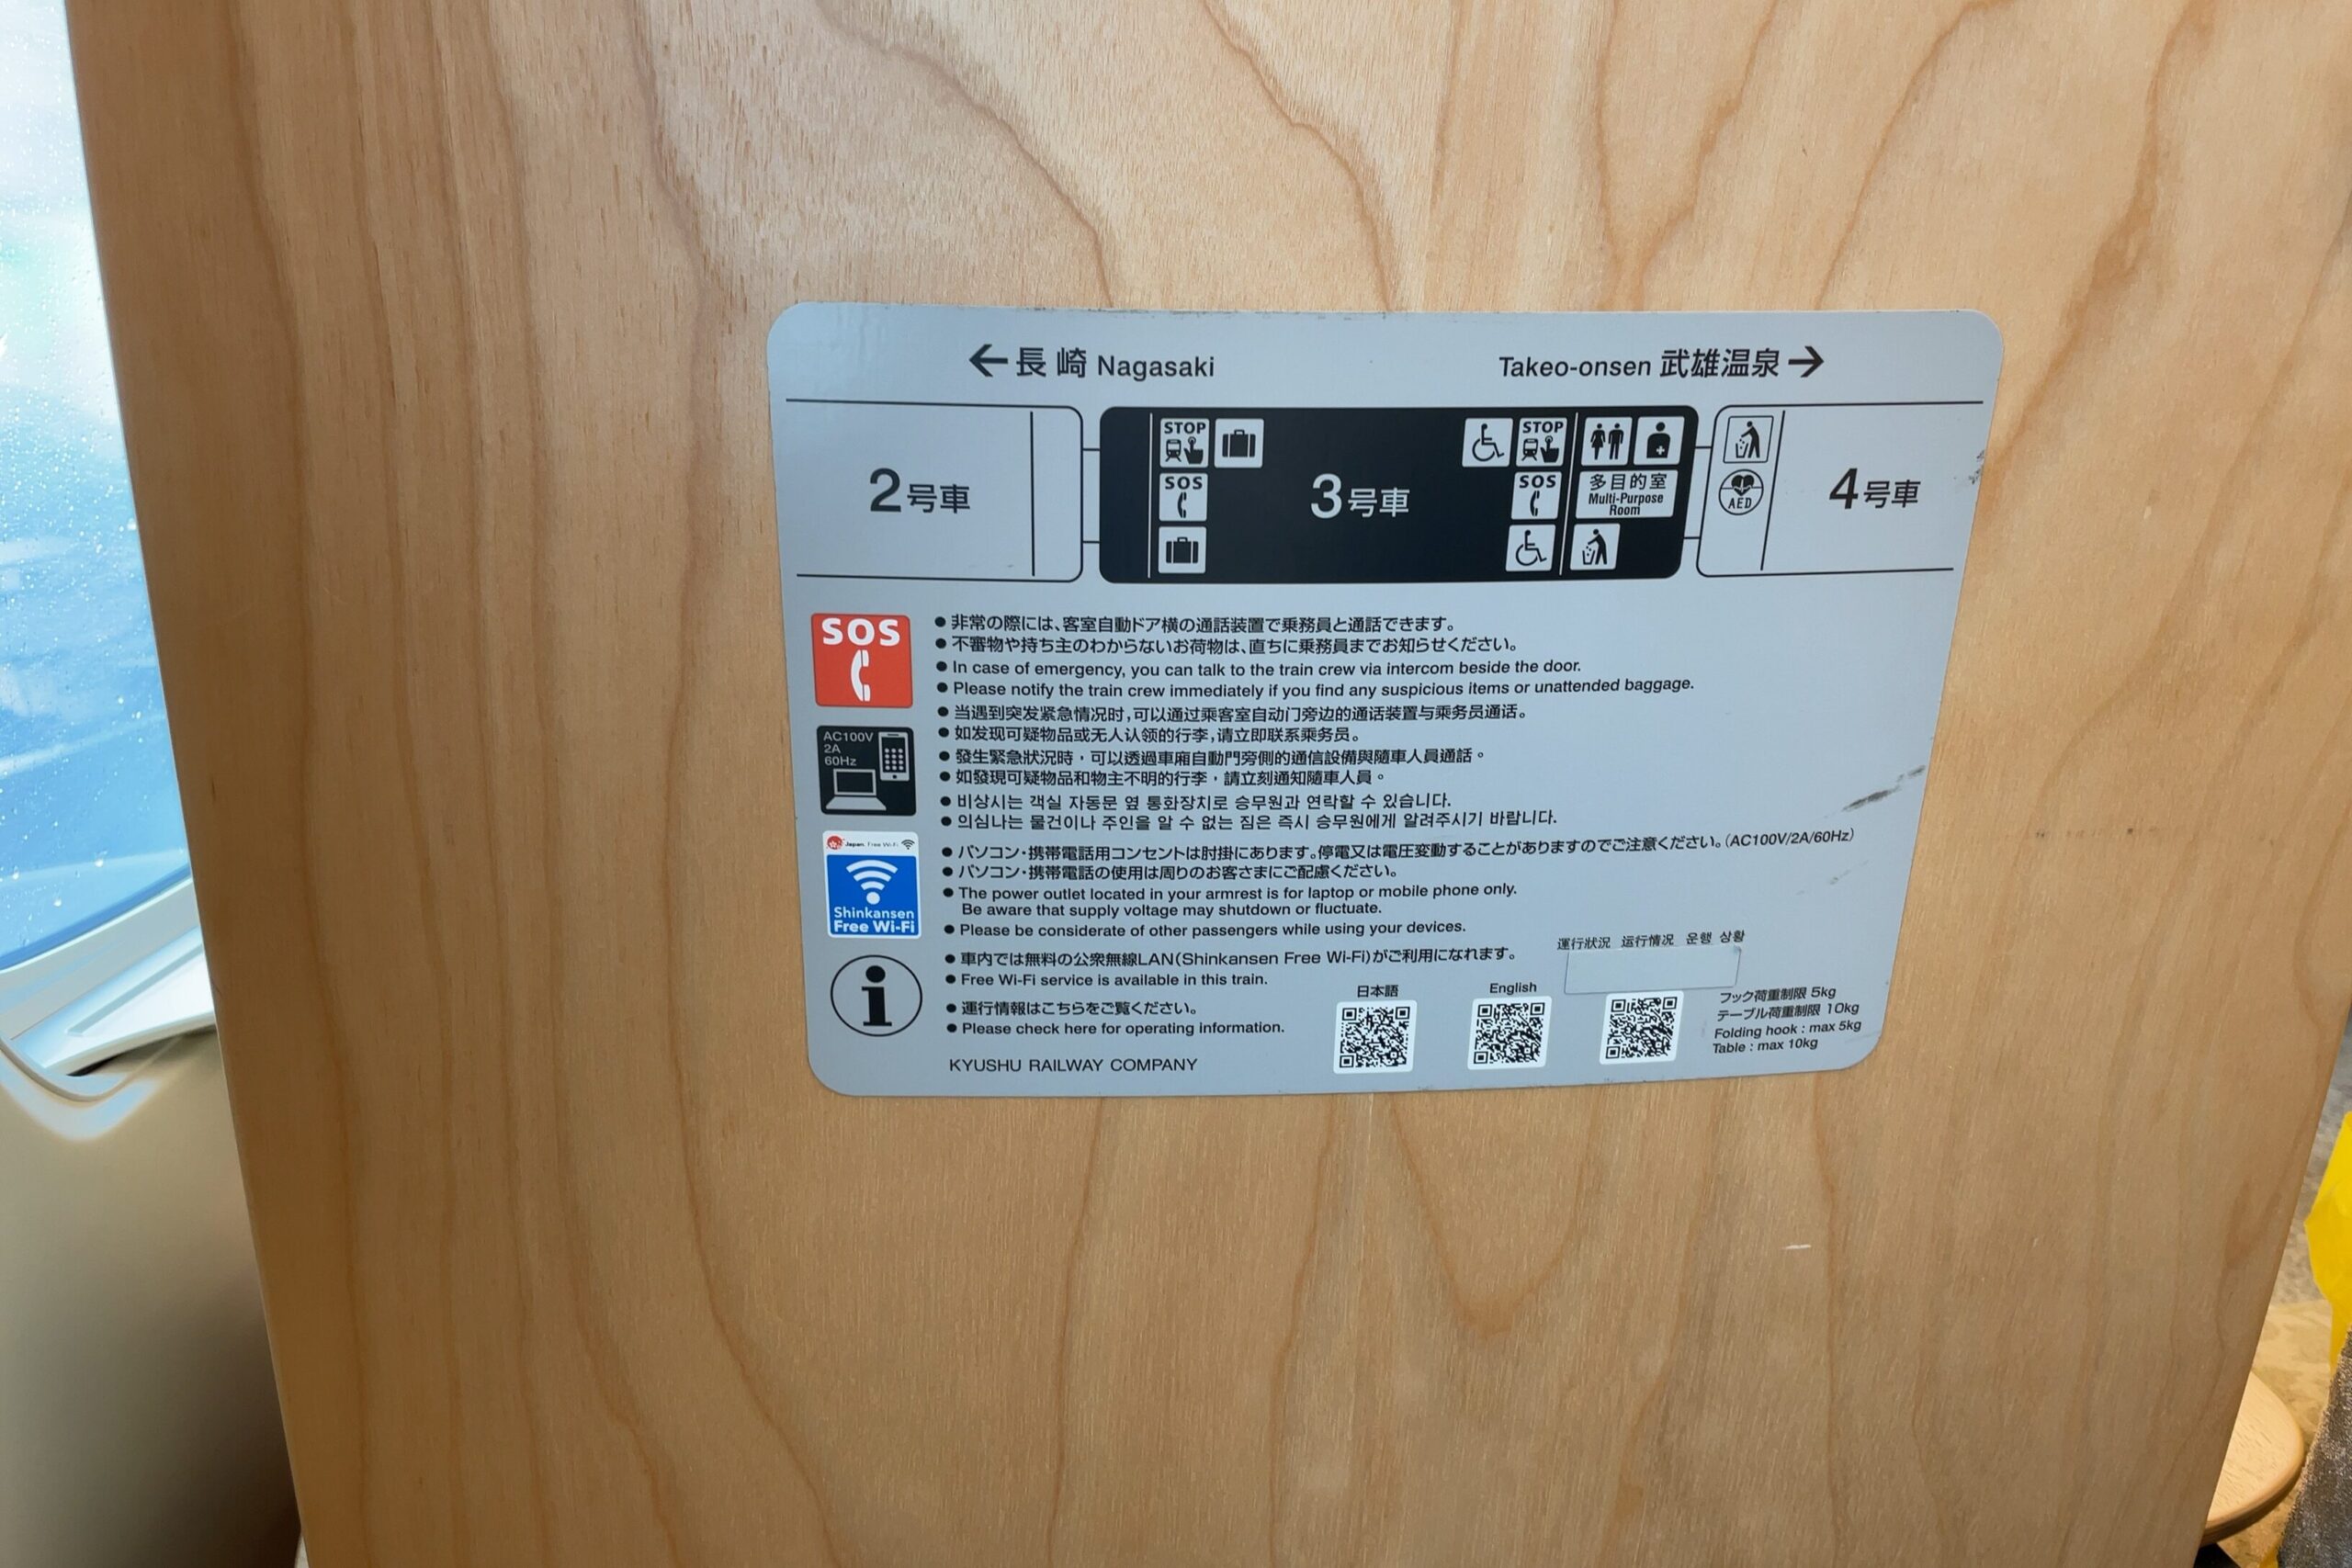 ←長崎 Nagasaki
Takeo-onsen 武雄温泉→
2号車
STOP
SOS
3号車
STOP
SOS
多目的室
Multi-Purpose
Room
AED
4号車
SOS
●非常の際には、客室自動ドア横の通話装置で乗務員と通話できます。
●不審物や持ち主のわからないお荷物は、直ちに乗務員までお知らせください。
●In case of emergency, you can talk to the train crew via intercom beside the door.
●Please notify the train crew immediately if you find any suspicious items or unattended baggage.
●当遇到突发紧急情况时,可以通过乘客室自动门旁边的通话装置与乘务员通话。
●如发现可疑物品或无人认领的行李,请立即联系乘务员。
●發生緊急狀況時，可以透過車廂自動門旁側的通信設備與隨車人員通話。
●如發現可疑物品和物主不明的行李，請立刻通知隨車人員。
●비상시는 객실 자동문 옆 통화장치로 승무원과 연락할 수 있습니다.
●의심나는 물건이나 주인을 알 수 없는 짐은 즉시 승무원에게 알려주시기 바랍니다.
AC100V
2A
60Hz
●パソコン・携帯電話用コンセントは肘掛にあります。停電又は電圧変動することがありますのでご注意ください。(AC100V/2A/60Hz)
●パソコン・携帯電話の使用は周りのお客さまにご配慮ください。
●The power outlet located in your armrest is for laptop or mobile phone only.
Be aware that supply voltage may shutdown or fluctuate.
●Please be considerate of other passengers while using your devices.
Japan. Free Wi-Fi
Shinkansen
Free Wi-Fi
●車内では無料の公衆無線LAN(Shinkansen Free Wi-Fi)がご利用になれます。
●Free Wi-Fi service is available in this train.
i
●運行情報はこちらをご覧ください。
●Please check here for operating information.
日本語
English
運行狀況 运行情况 운행 상황
フック荷重制限 5kg
テーブル荷重制限 10kg
Folding hook : max 5kg
Table : max 10kg
KYUSHU RAILWAY COMPANY